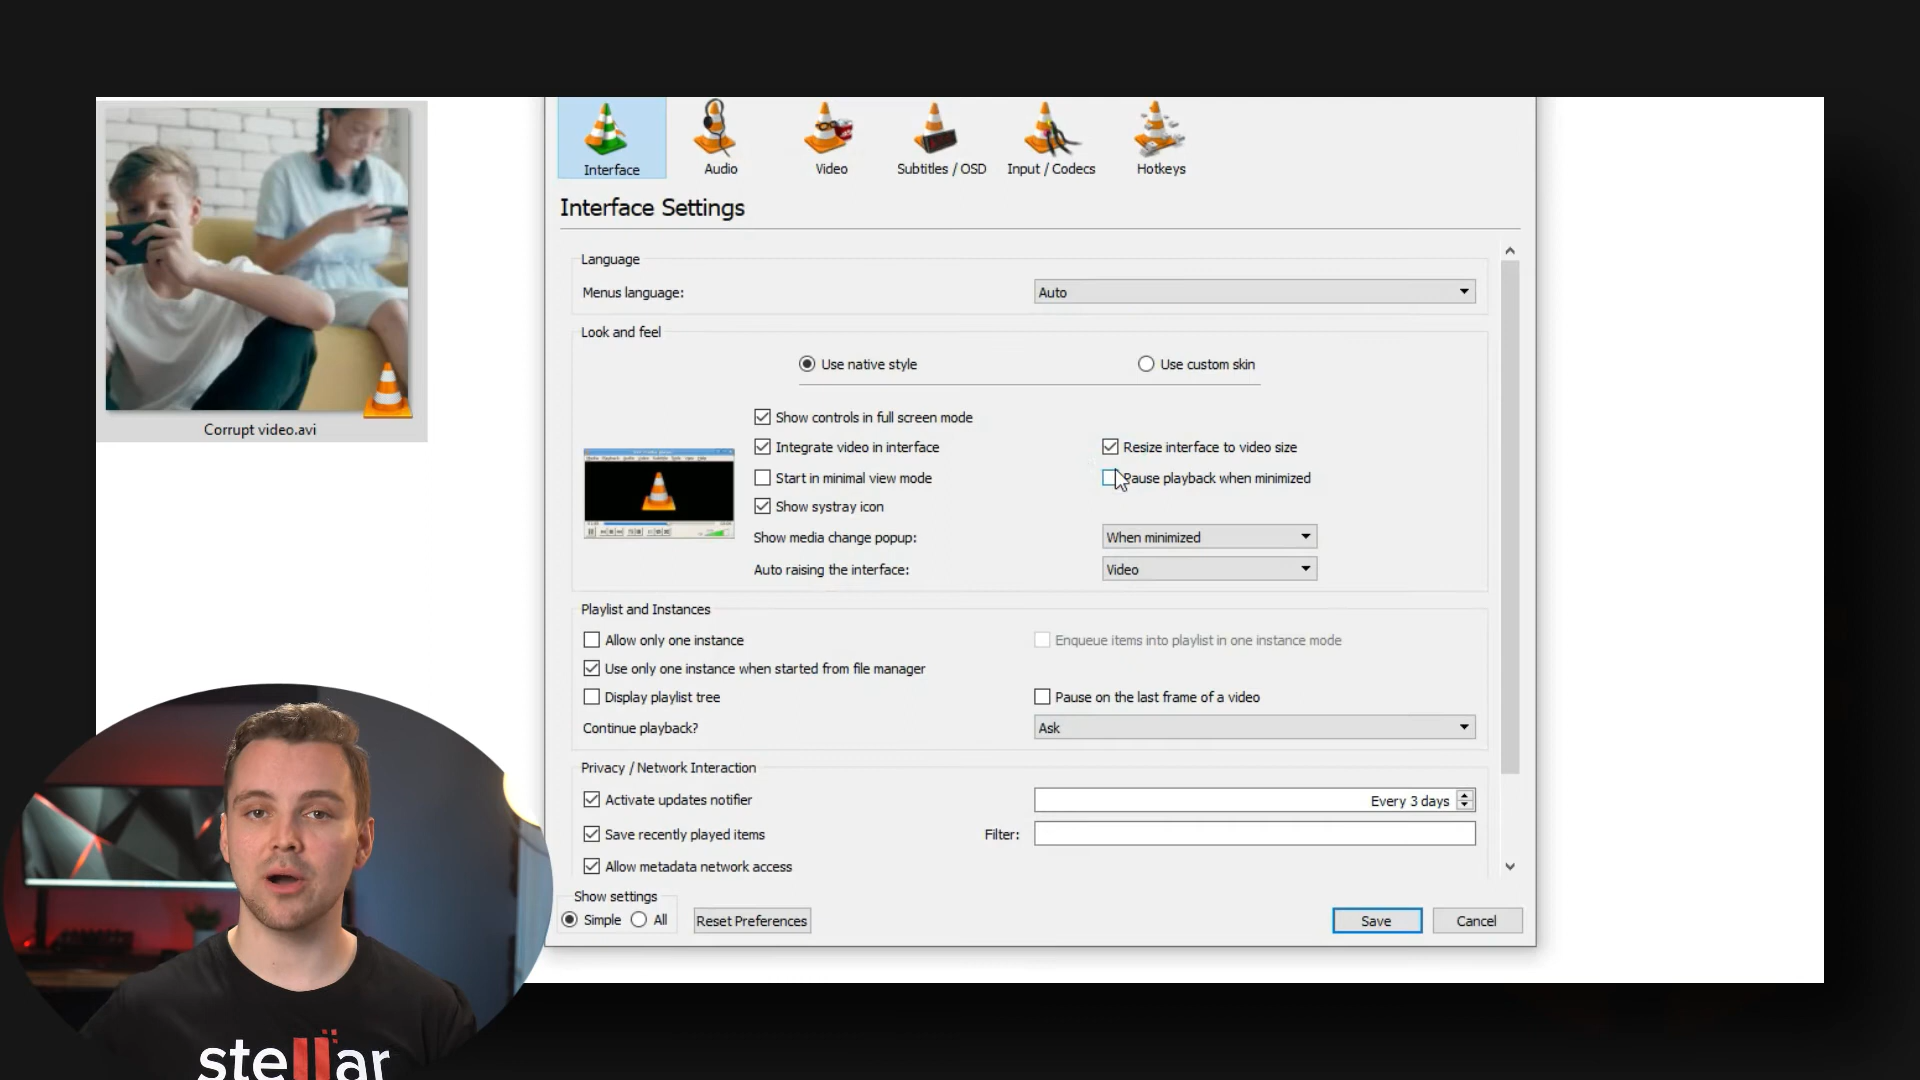 Interface
Audio
Video
Subtitles / OSD
Input / Codecs
Hotkeys
Interface Settings
Language
Menus language:
Auto
Look and feel
Use native style
Use custom skin
Show controls in full screen mode
Integrate video in interface
Resize interface to video size
Start in minimal view mode
Pause playback when minimized
Show systray icon
Show media change popup:
When minimized
Auto raising the interface:
Video
Playlist and Instances
Allow only one instance
Enqueue items into playlist in one instance mode
Use only one instance when started from file manager
Display playlist tree
Pause on the last frame of a video
Continue playback?
Ask
Privacy / Network Interaction
Activate updates notifier
Every 3 days
Save recently played items
Filter:
Allow metadata network access
Show settings
Simple
All
Reset Preferences
Save
Cancel
Corrupt video.avi
stellar